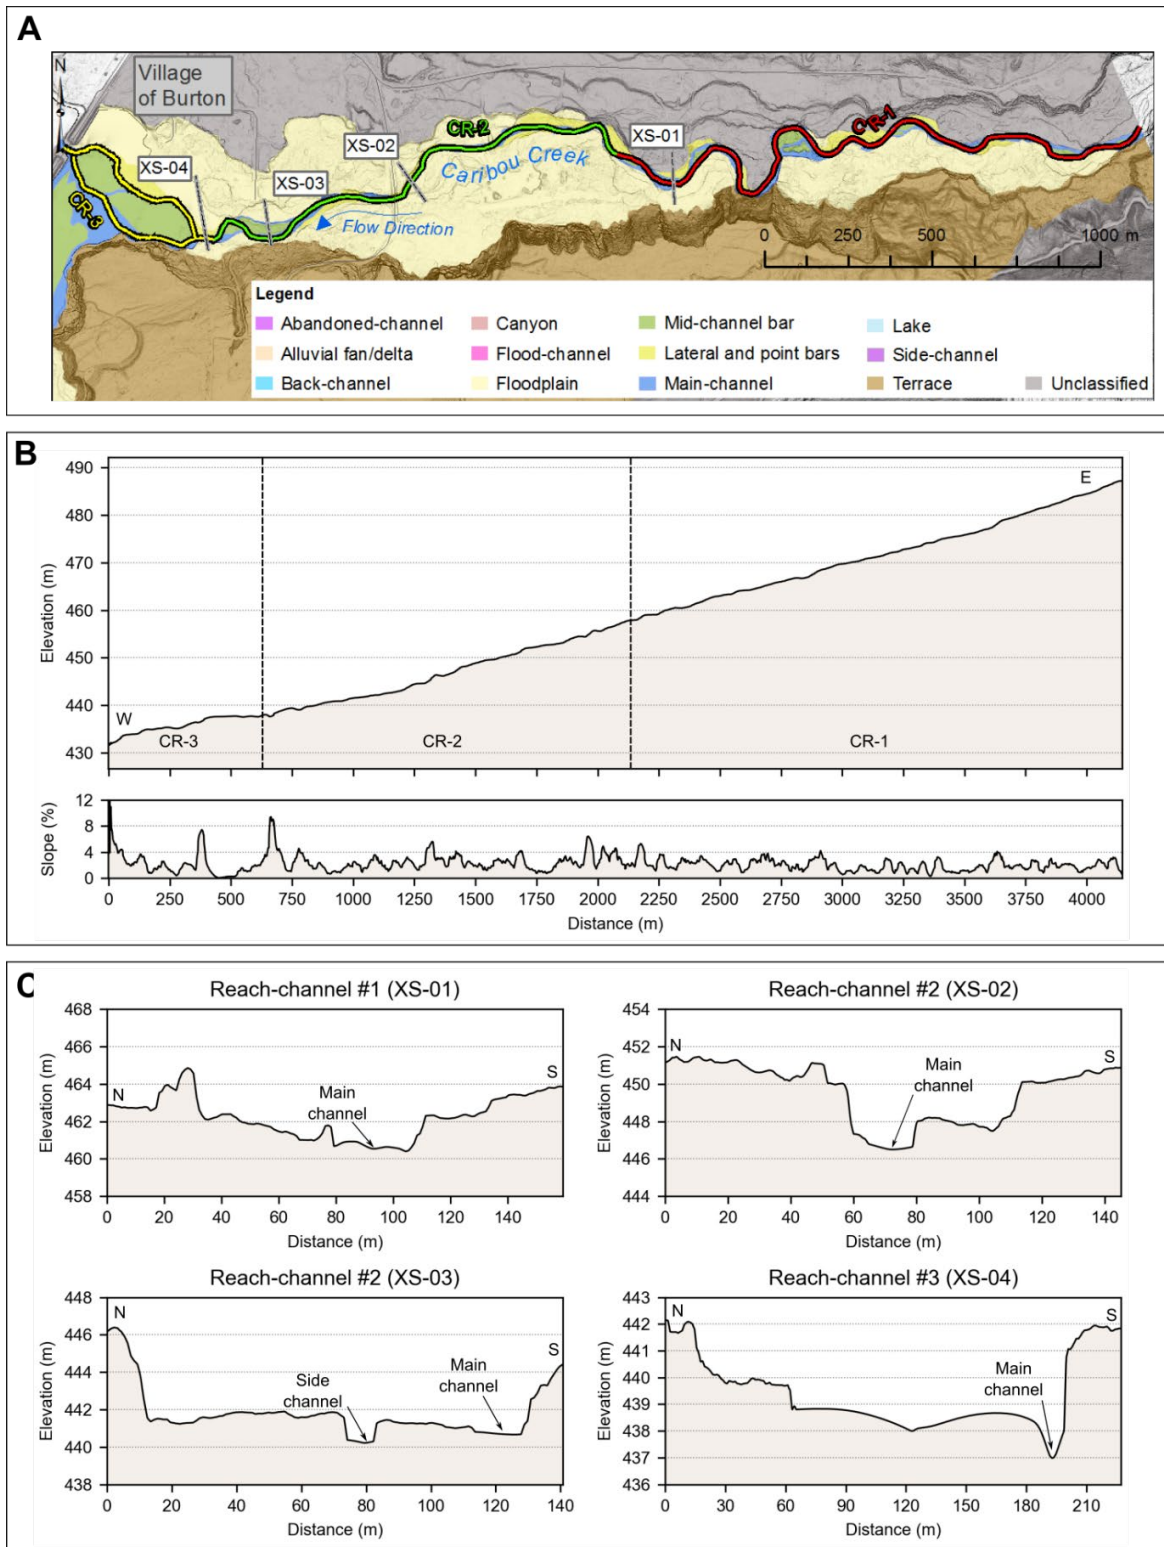 A
N
Village
of Burton
XS-04
XS-03
XS-02
CR-2
XS-01
CR-1
Caribou Creek
CR-3
Flow Direction
0 250 500 1000 m
Legend
Abandoned-channel Canyon Mid-channel bar Lake
Alluvial fan/delta Flood-channel Lateral and point bars Side-channel
Back-channel Floodplain Main-channel Terrace Unclassified
B
490
480
470
460
450
440
430
Elevation (m)
W
E
CR-3 CR-2 CR-1
12
8
4
0
Slope (%)
0 250 500 750 1000 1250 1500 1750 2000 2250 2500 2750 3000 3250 3500 3750 4000
Distance (m)
C
Reach-channel #1 (XS-01)
468
466
464
462
460
458
Elevation (m)
N
Main
channel
S
0 20 40 60 80 100 120 140
Distance (m)
Reach-channel #2 (XS-02)
454
452
450
448
446
444
Elevation (m)
N
Main
channel
S
0 20 40 60 80 100 120 140
Distance (m)
Reach-channel #2 (XS-03)
448
446
444
442
440
438
Elevation (m)
N
Side
channel
Main
channel
S
0 20 40 60 80 100 120 140
Distance (m)
Reach-channel #3 (XS-04)
443
442
441
440
439
438
437
436
Elevation (m)
N
Main
channel
S
0 30 60 90 120 150 180 210
Distance (m)